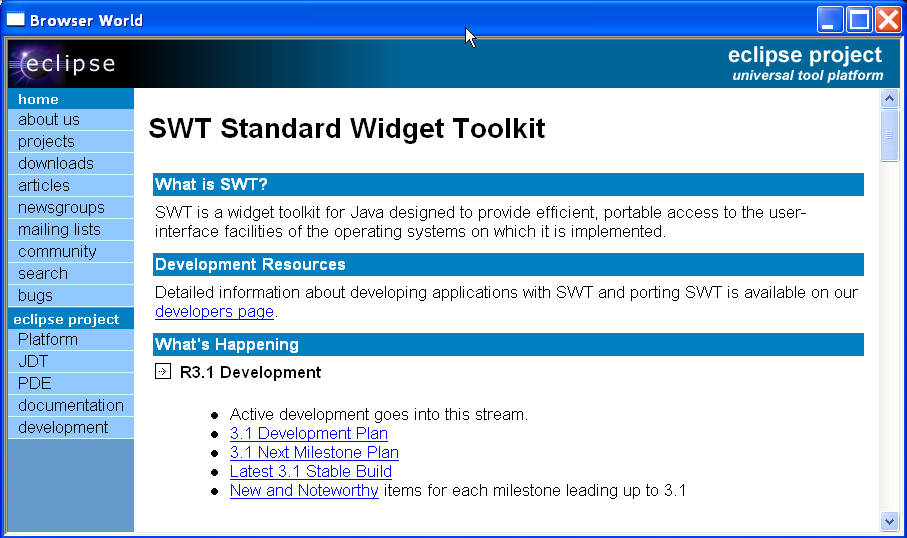 Browser World
eclipse
eclipse project
universal tool platform
home
about us
projects
downloads
articles
newsgroups
mailing lists
community
search
bugs
eclipse project
Platform
JDT
PDE
documentation
development
SWT Standard Widget Toolkit
What is SWT?
SWT is a widget toolkit for Java designed to provide efficient, portable access to the user-
interface facilities of the operating systems on which it is implemented.
Development Resources
Detailed information about developing applications with SWT and porting SWT is available on our
developers page.
What's Happening
R3.1 Development
Active development goes into this stream.
3.1 Development Plan
3.1 Next Milestone Plan
Latest 3.1 Stable Build
New and Noteworthy items for each milestone leading up to 3.1